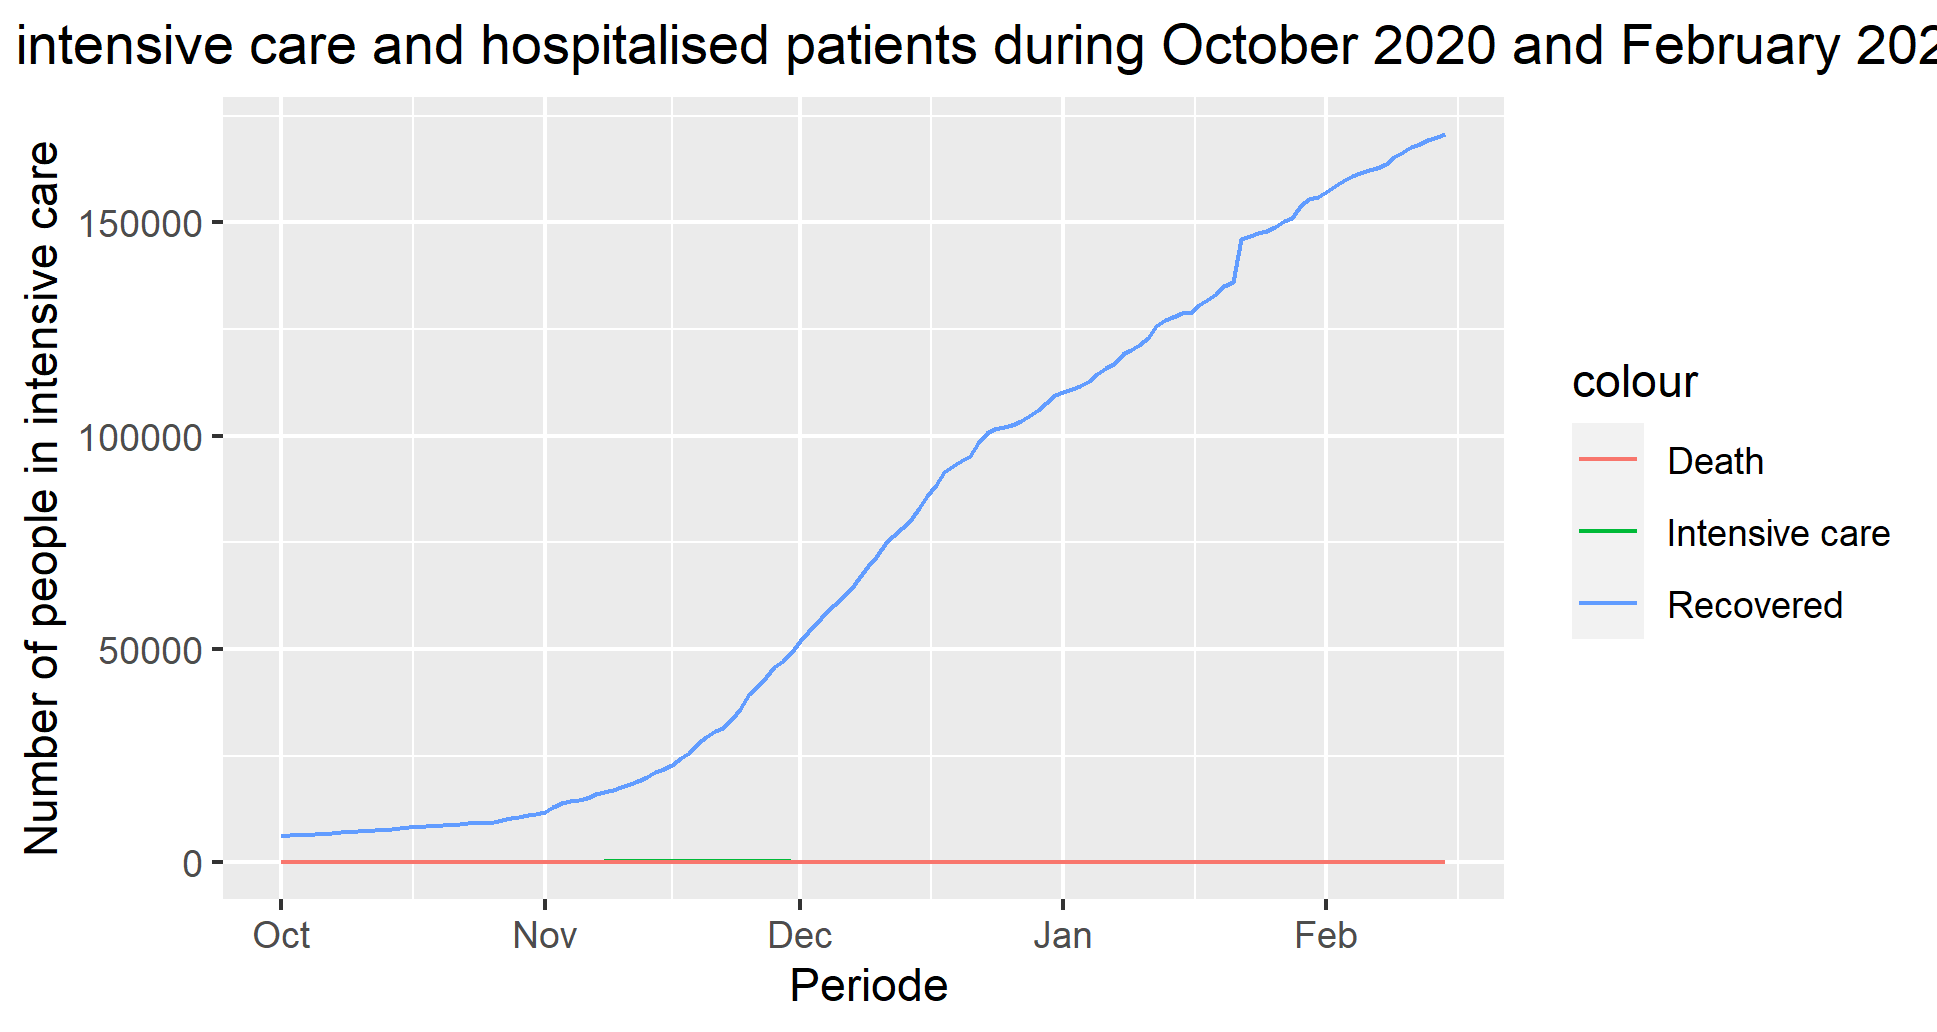 intensive care and hospitalised patients during October 2020 and February 202
Number of people in intensive care
150000
100000
50000
0
Oct Nov Dec Jan Feb
Periode
colour
Death
Intensive care
Recovered